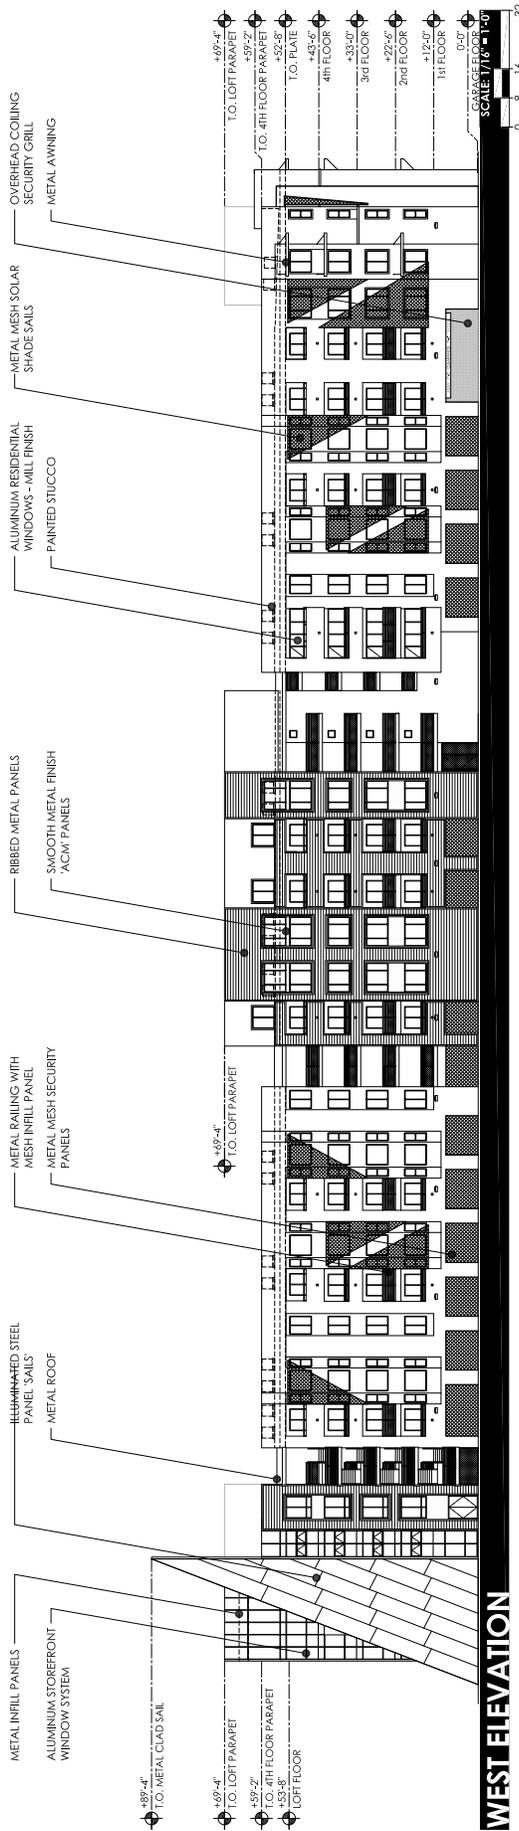 METAL INFILL PANELS
ALUMINUM STOREFRONT
WINDOW SYSTEM
ILLUMINATED STEEL
PANEL 'SAILS'
METAL ROOF
METAL RAILING WITH
MESH INFILL PANEL
METAL MESH SECURITY
PANELS
RIBBED METAL PANELS
SMOOTH METAL FINISH
'ACM' PANELS
ALUMINUM RESIDENTIAL
WINDOWS - MILL FINISH
PAINTED STUCCO
METAL MESH SOLAR
SHADE SAILS
OVERHEAD COILING
SECURITY GRILL
METAL AWNING
+89'-4"
T.O. METAL CLAD SAIL
+69'-4"
T.O. LOFT PARAPET
+59'-2"
T.O. 4TH FLOOR PARAPET
+53'-8"
LOFT FLOOR
+69'-4"
T.O. LOFT PARAPET
+69'-4"
T.O. LOFT PARAPET
+59'-2"
T.O. 4TH FLOOR PARAPET
+52'-8"
T.O. PLATE
+43'-6"
4th FLOOR
+33'-0"
3rd FLOOR
+22'-6"
2nd FLOOR
+12'-0"
1st FLOOR
0'-0"
GARAGE FLOOR
WEST ELEVATION
SCALE: 1/16" = 1'-0"
0 8 16